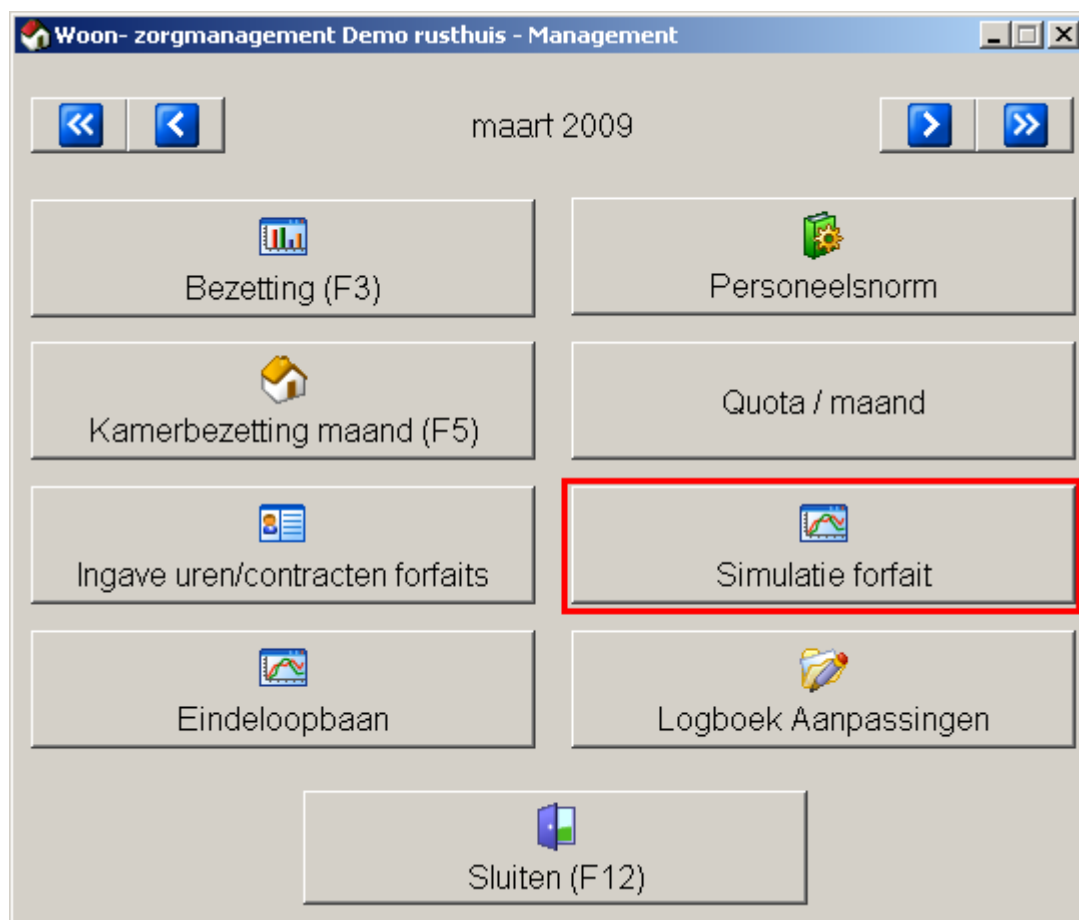 Woon- zorgmanagement Demo rusthuis - Management
maart 2009
Bezetting (F3)
Personeelsnorm
Kamerbezetting maand (F5)
Quota / maand
Ingave uren/contracten forfaits
Simulatie forfait
Eindeloopbaan
Logboek Aanpassingen
Sluiten (F12)